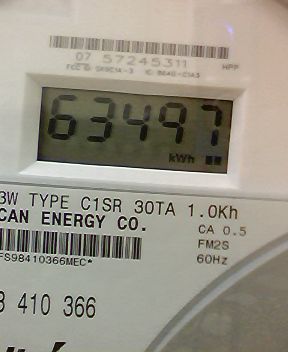 07 57245311
HPP
63497
kWh
3W TYPE C1SR 30TA 1.0Kh
CAN ENERGY CO.
CA 0.5
FM2S
60Hz
FS98410366MEC*
3 410 366